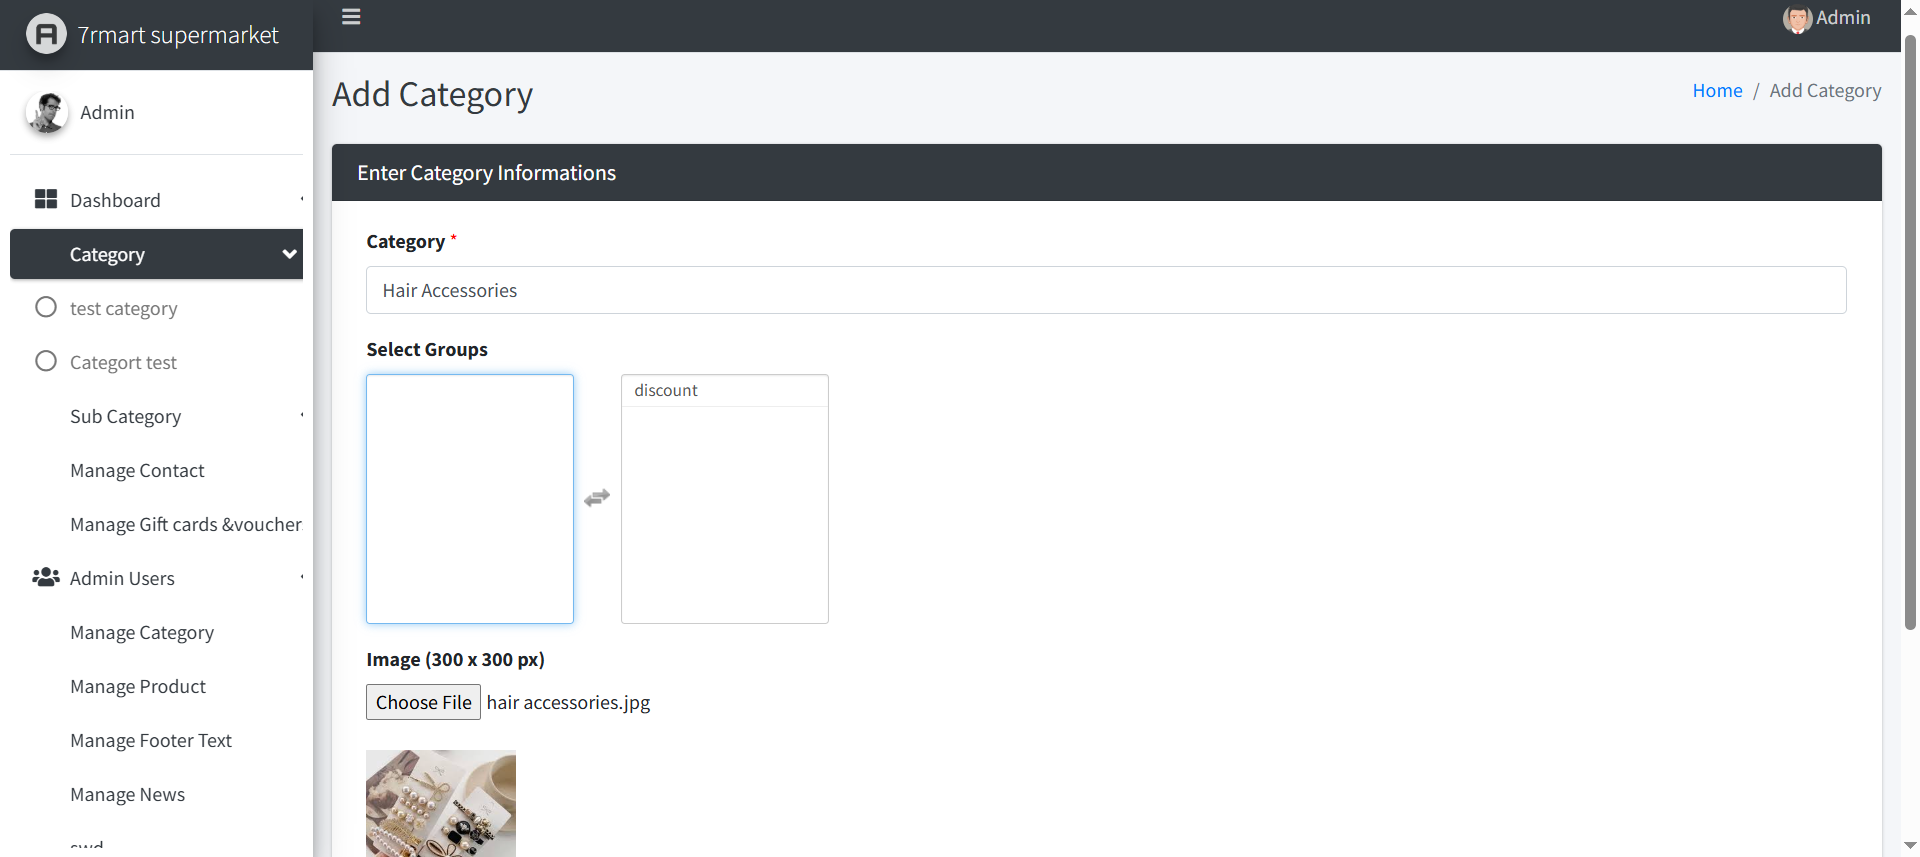 7rmart supermarket
Admin
Admin
Dashboard
Category
test category
Categort test
Sub Category
Manage Contact
Manage Gift cards &voucher
Admin Users
Manage Category
Manage Product
Manage Footer Text
Manage News
Add Category
Home / Add Category
Enter Category Informations
Category *
Hair Accessories
Select Groups
discount
Image (300 x 300 px)
Choose File hair accessories.jpg